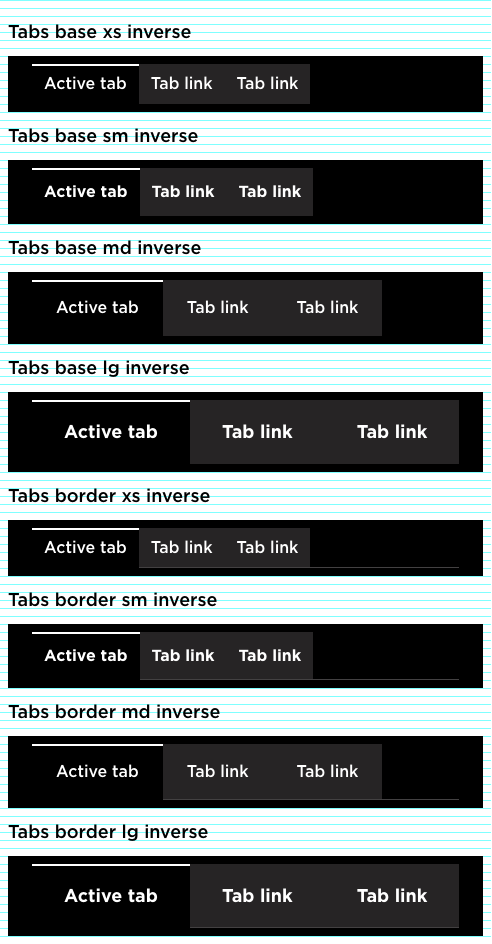 Tabs base xs inverse
Active tab Tab link Tab link
Tabs base sm inverse
Active tab Tab link Tab link
Tabs base md inverse
Active tab Tab link Tab link
Tabs base lg inverse
Active tab Tab link Tab link
Tabs border xs inverse
Active tab Tab link Tab link
Tabs border sm inverse
Active tab Tab link Tab link
Tabs border md inverse
Active tab Tab link Tab link
Tabs border lg inverse
Active tab Tab link Tab link